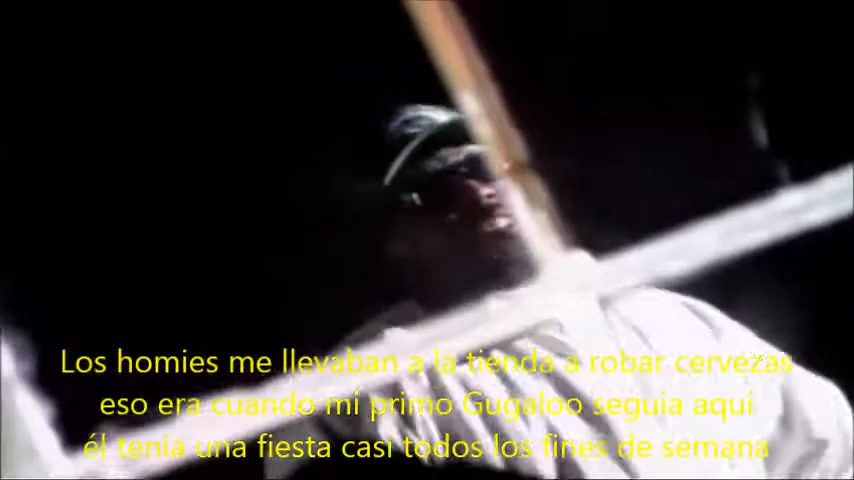 Los homies me llevaban a la tienda a robar cervezas
eso era cuando mi primo Gugaloo seguia aquí
él tenia una fiesta casi todos los fines de semana